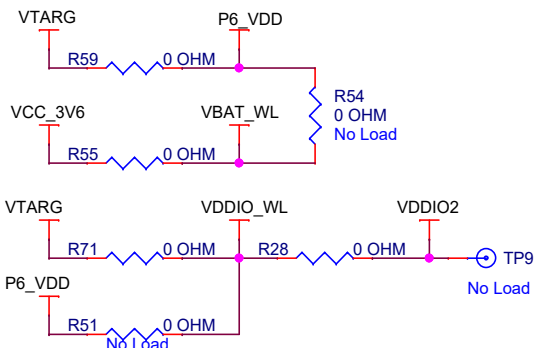 VTARG
P6_VDD
R59
0 OHM
R54
0 OHM
No Load
VCC_3V6
VBAT_WL
R55
0 OHM
VTARG
VDDIO_WL
VDDIO2
R71
0 OHM
R28
0 OHM
TP9
No Load
P6_VDD
R51
0 OHM
No Load